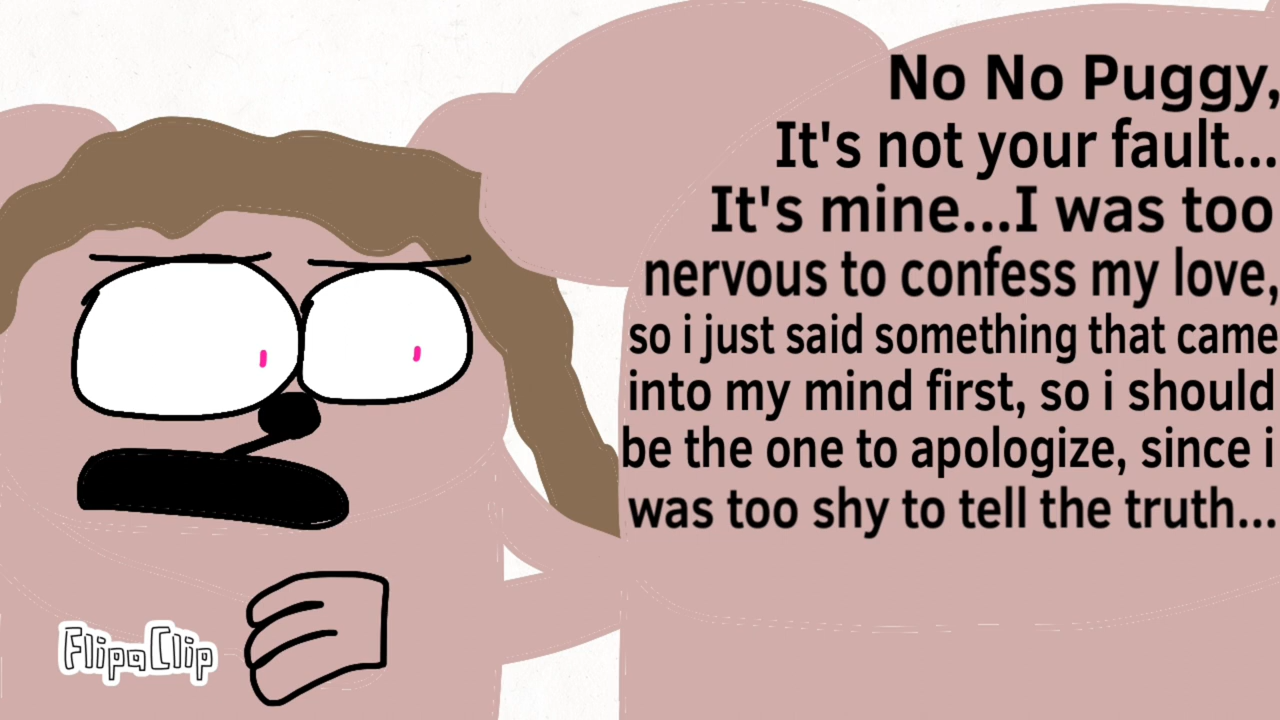 No No Puggy,
It's not your fault...
It's mine...I was too
nervous to confess my love,
so i just said something that came
into my mind first, so i should
be the one to apologize, since i
was too shy to tell the truth...
FlipaClip